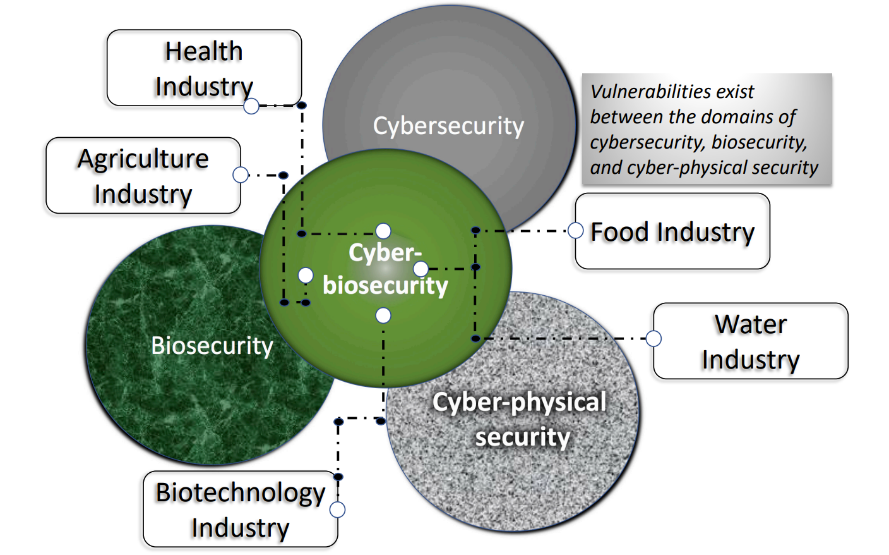 Health
Industry
Cybersecurity
Vulnerabilities exist
between the domains of
cybersecurity, biosecurity,
and cyber-physical security
Agriculture
Industry
Food Industry
Cyber-
biosecurity
Biosecurity
Water
Industry
Cyber-physical
security
Biotechnology
Industry